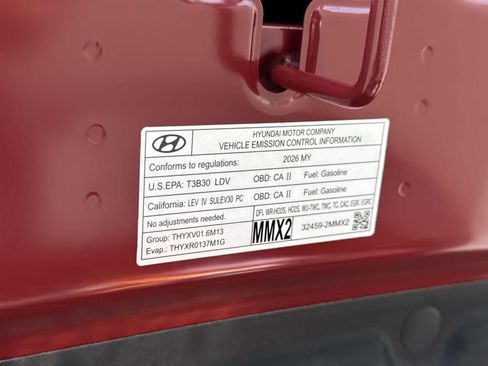 HYUNDAI MOTOR COMPANY
VEHICLE EMISSION CONTROL INFORMATION
Conforms to regulations: 2026 MY
U.S.EPA: T3B30 LDV OBD: CA II Fuel: Gasoline
California: LEV IV SULEV30 PC OBD: CA II Fuel: Gasoline
No adjustments needed. DFI, WR-HO2S, HO2S, WU-TWC, TWC, TC, CAC, EGR, EGRC
Group: THYXV01.6M13 MMX2 32459-2MMX2
Evap.: THYXR0137M1G